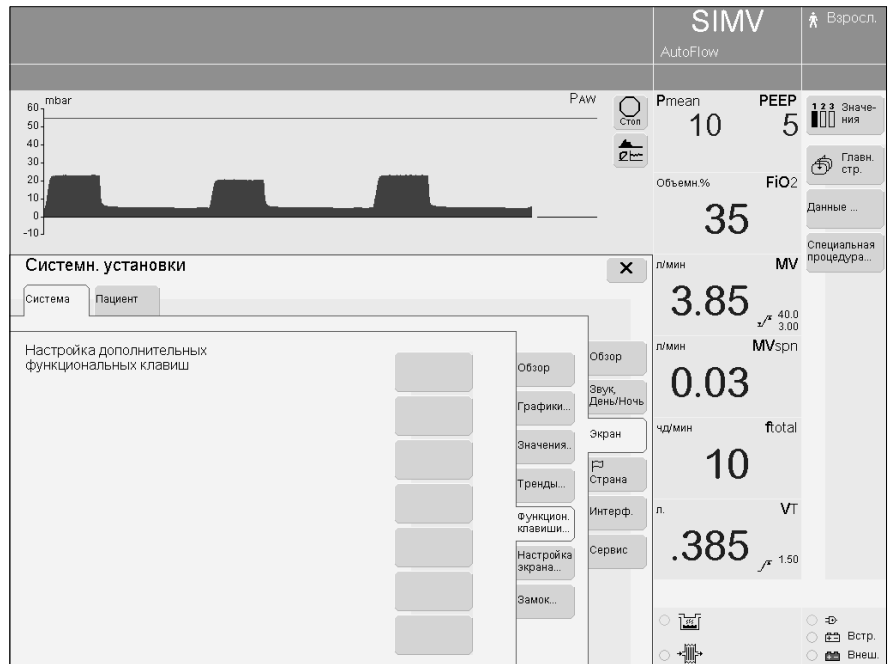 SIMV
Взросл.
AutoFlow
mbar
PAW
60
50
40
30
20
10
0
-10
Стоп
Pmean
PEEP
10
5
1 2 3 Значе-
ния
Главн.
стр.
Объемн.%
FiO2
35
Данные ...
Специальная
процедура...
Системн. установки
л/мин
MV
3.85
40.0
3.00
Система
Пациент
Настройка дополнительных
функциональных клавиш
Обзор
Графики...
Значения..
Тренды...
Функцион.
клавиши...
Настройка
экрана...
Замок...
Обзор
Звук,
День/Ночь
Экран
Страна
Интерф.
Сервис
л/мин
MVspn
0.03
чд/мин
ftotal
10
л.
VT
.385
1.50
Встр.
Внеш.